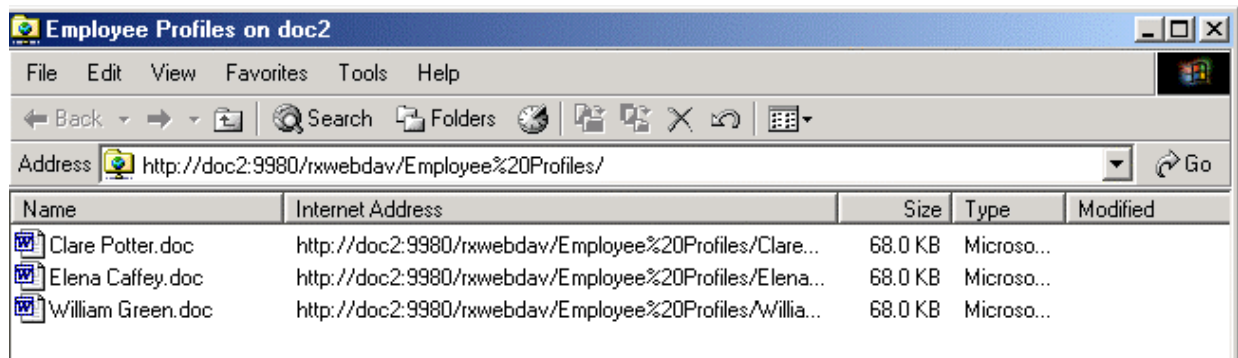 Employee Profiles on doc2
File Edit View Favorites Tools Help
Back Search Folders
Address http://doc2:9980/rxwebdav/Employee%20Profiles/ Go
Name Internet Address Size Type Modified
Clare Potter.doc http://doc2:9980/rxwebdav/Employee%20Profiles/Clare... 68.0 KB Microso...
Elena Caffey.doc http://doc2:9980/rxwebdav/Employee%20Profiles/Elena... 68.0 KB Microso...
William Green.doc http://doc2:9980/rxwebdav/Employee%20Profiles/Willia... 68.0 KB Microso...